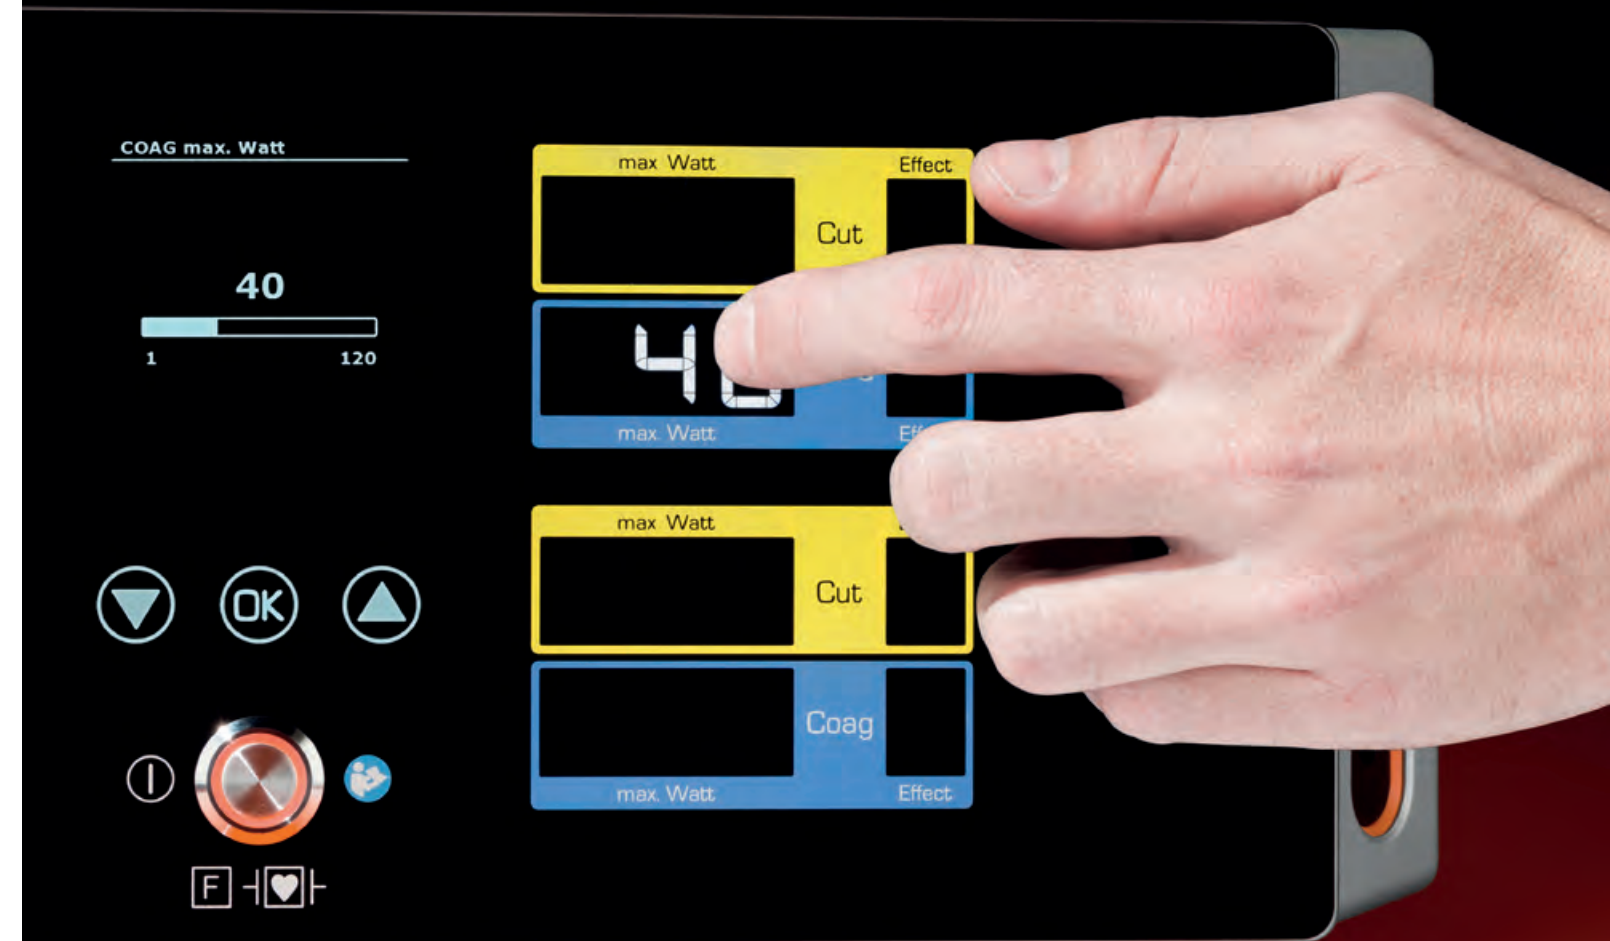 COAG max. Watt
40
1 120
OK
F
max Watt Effect
Cut
40
max. Watt
max Watt
Cut
Coag
max. Watt Effect